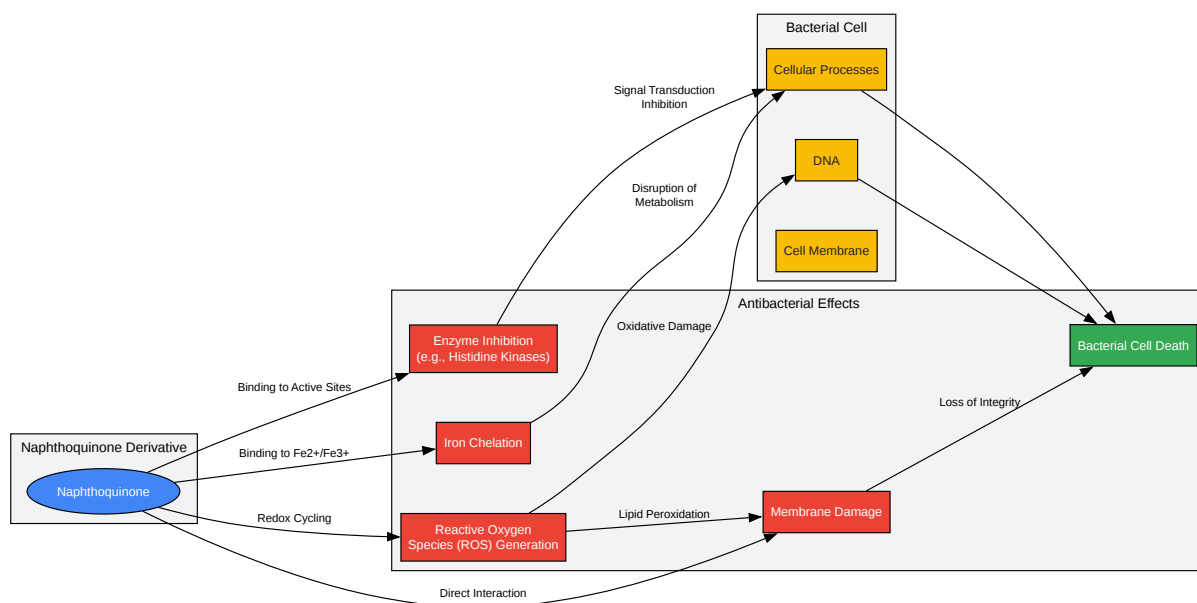 Bacterial Cell
Cellular Processes
Signal Transduction
Inhibition
DNA
Disruption of
Metabolism
Cell Membrane
Antibacterial Effects
Oxidative Damage
Enzyme Inhibition
(e.g., Histidine Kinases)
Bacterial Cell Death
Binding to Active Sites
Loss of Integrity
Naphthoquinone Derivative
Iron Chelation
Binding to Fe2+/Fe3+
Naphthoquinone
Redox Cycling
Reactive Oxygen
Species (ROS) Generation
Lipid Peroxidation
Membrane Damage
Direct Interaction